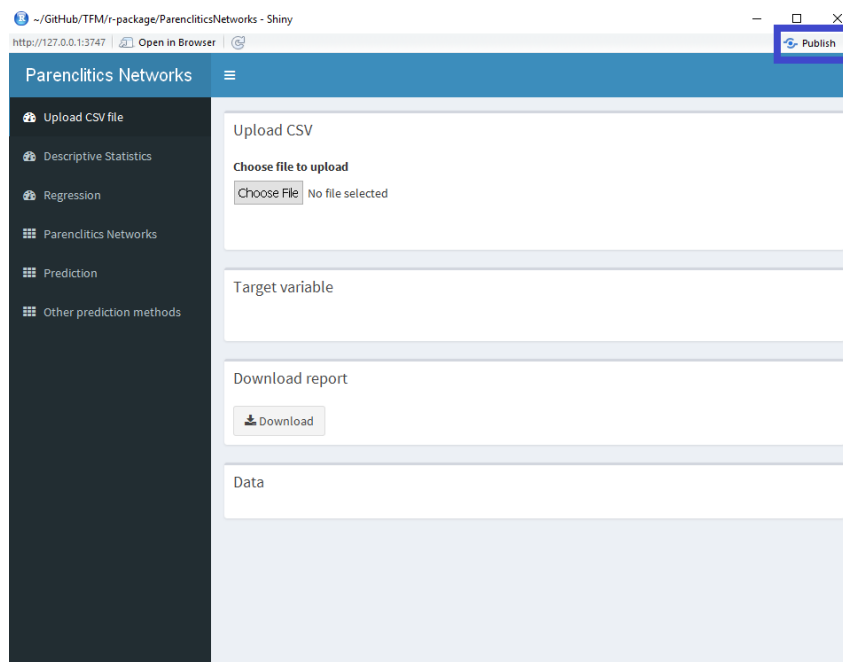 ~/GitHub/TFM/r-package/ParencliticsNetworks - Shiny
http://127.0.0.1:3747 Open in Browser Publish
Parenclitics Networks
Upload CSV file
Descriptive Statistics
Regression
Parenclitics Networks
Prediction
Other prediction methods
Upload CSV
Choose file to upload
Choose File No file selected
Target variable
Download report
Download
Data